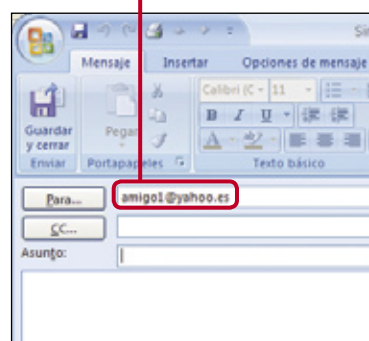 Sin
Mensaje Insertar Opciones de mensaje
Guardar y cerrar
Pegar
Calibri (C 11
N K S
Enviar Portapapeles Texto básico
Para... amigo1@yahoo.es
CC...
Asunto: